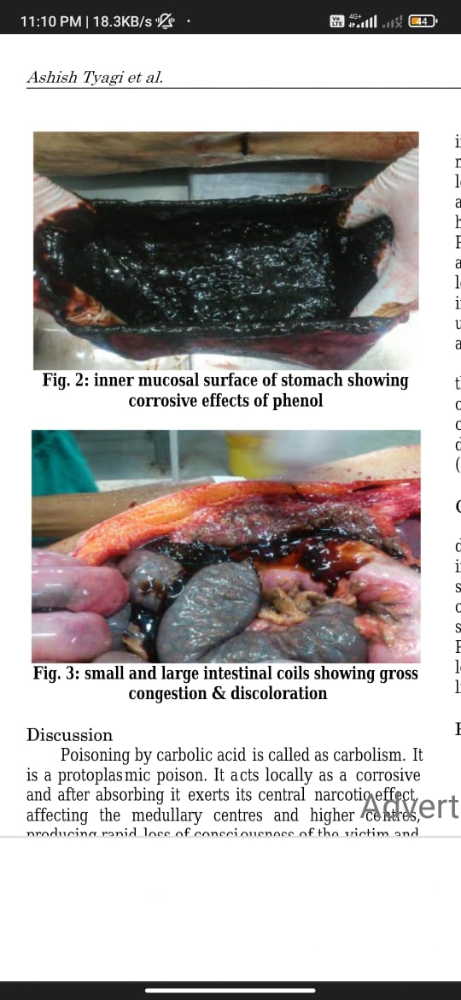 11:10 PM | 18.3KB/s
Vo LTE 4G+ 44
Ashish Tyagi et al.
Fig. 2: inner mucosal surface of stomach showing
corrosive effects of phenol
Fig. 3: small and large intestinal coils showing gross
congestion & discoloration
Discussion
Poisoning by carbolic acid is called as carbolism. It
is a protoplasmic poison. It acts locally as a corrosive
and after absorbing it exerts its central narcotic effect,
affecting the medullary centres and higher centres,
producing rapid loss of consciousness of the victim and
Advert